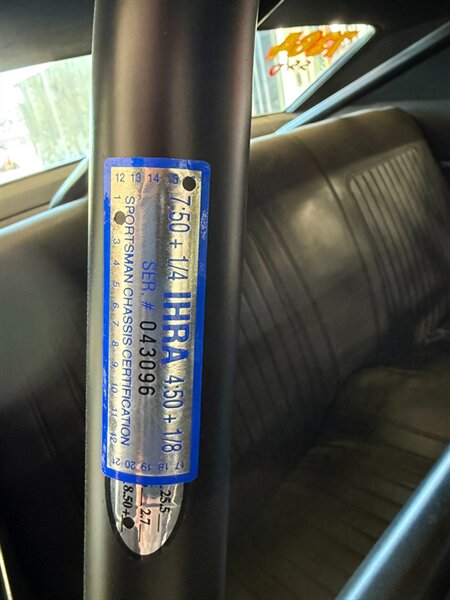 12 13 14 15
7:50 + 1/4 IHRA 4:50 + 1/8
SER. # 043096
SPORTSMAN CHASSIS CERTIFICATION
1 3 4 5 6 7 8 9 10 11 12
17 18 19 20 21
25.5
2.7
8.50+